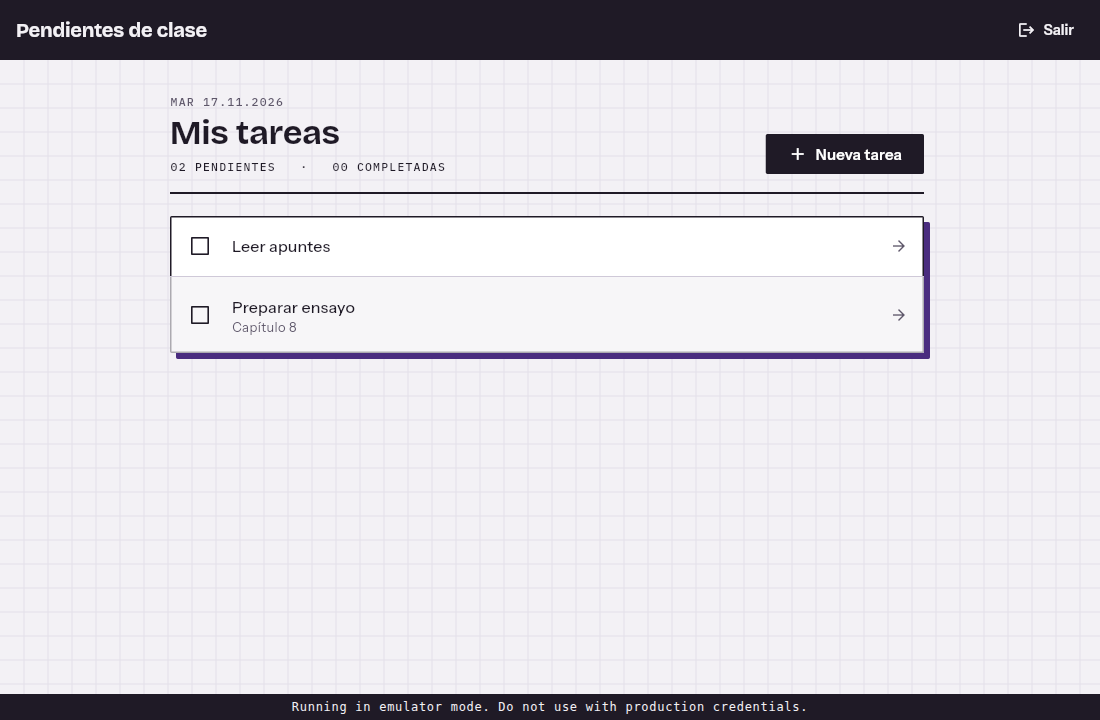 Pendientes de clase
Salir
MAR 17.11.2026
Mis tareas
02 PENDIENTES · 00 COMPLETADAS
Nueva tarea
Leer apuntes
Preparar ensayo
Capítulo 8
Running in emulator mode. Do not use with production credentials.